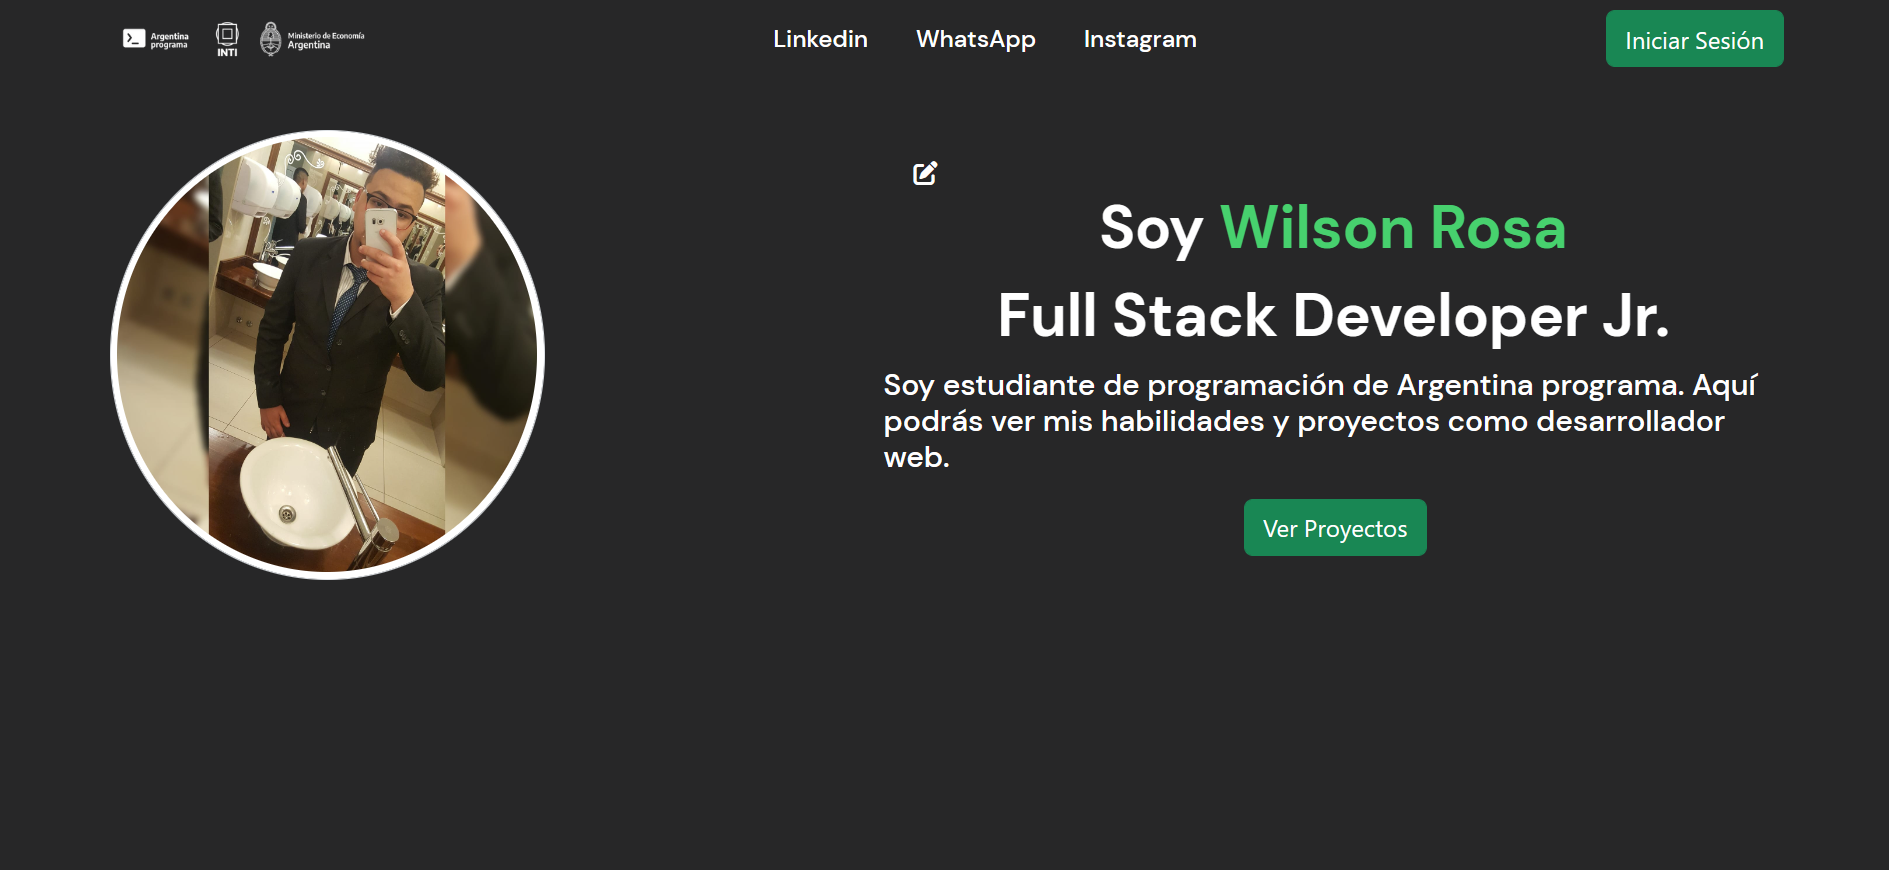 Argentina
programa
INTI
Ministerio de Economía
Argentina
Linkedin
WhatsApp
Instagram
Iniciar Sesión
Soy Wilson Rosa
Full Stack Developer Jr.
Soy estudiante de programación de Argentina programa. Aquí
podrás ver mis habilidades y proyectos como desarrollador
web.
Ver Proyectos